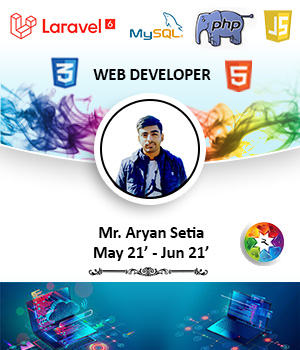 Laravel 6
MySQL
php
JS
3
WEB DEVELOPER
5
Mr. Aryan Setia
May 21’ - Jun 21’